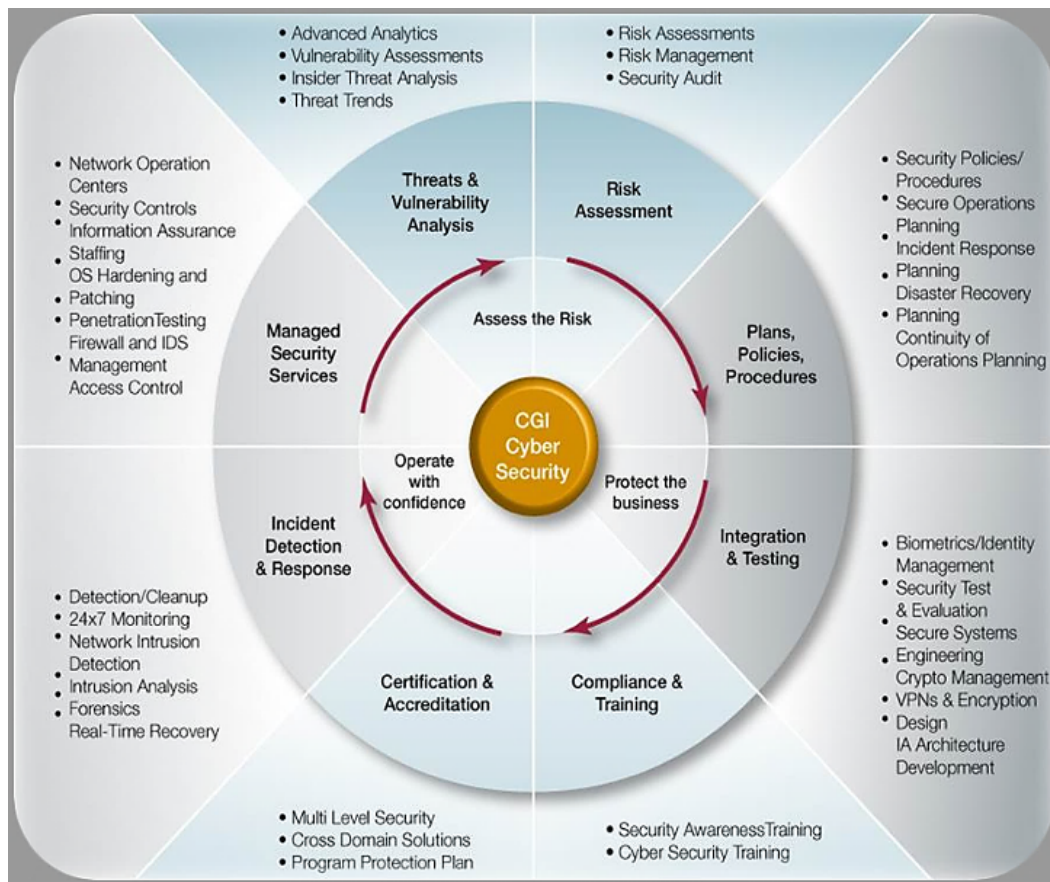 • Advanced Analytics
• Vulnerability Assessments
• Insider Threat Analysis
• Threat Trends
• Risk Assessments
• Risk Management
• Security Audit
• Network Operation
Centers
• Security Controls
• Information Assurance
Staffing
• OS Hardening and
• Patching
• PenetrationTesting
Firewall and IDS
• Management
Access Control
• Security Policies/
Procedures
• Secure Operations
Planning
• Incident Response
• Planning
Disaster Recovery
• Planning
Continuity of
Operations Planning
Threats &
Vulnerability
Analysis
Risk
Assessment
Assess the Risk
Managed
Security
Services
Plans,
Policies,
Procedures
CGI
Cyber
Security
Operate
with
confidence
Protect the
business
Incident
Detection
& Response
Integration
& Testing
• Detection/Cleanup
• 24x7 Monitoring
• Network Intrusion
Detection
• Intrusion Analysis
• Forensics
Real-Time Recovery
• Biometrics/Identity
Management
• Security Test
& Evaluation
• Secure Systems
• Engineering
Crypto Management
• VPNs & Encryption
• Design
IA Architecture
Development
Certification &
Accreditation
Compliance &
Training
• Multi Level Security
• Cross Domain Solutions
• Program Protection Plan
• Security AwarenessTraining
• Cyber Security Training